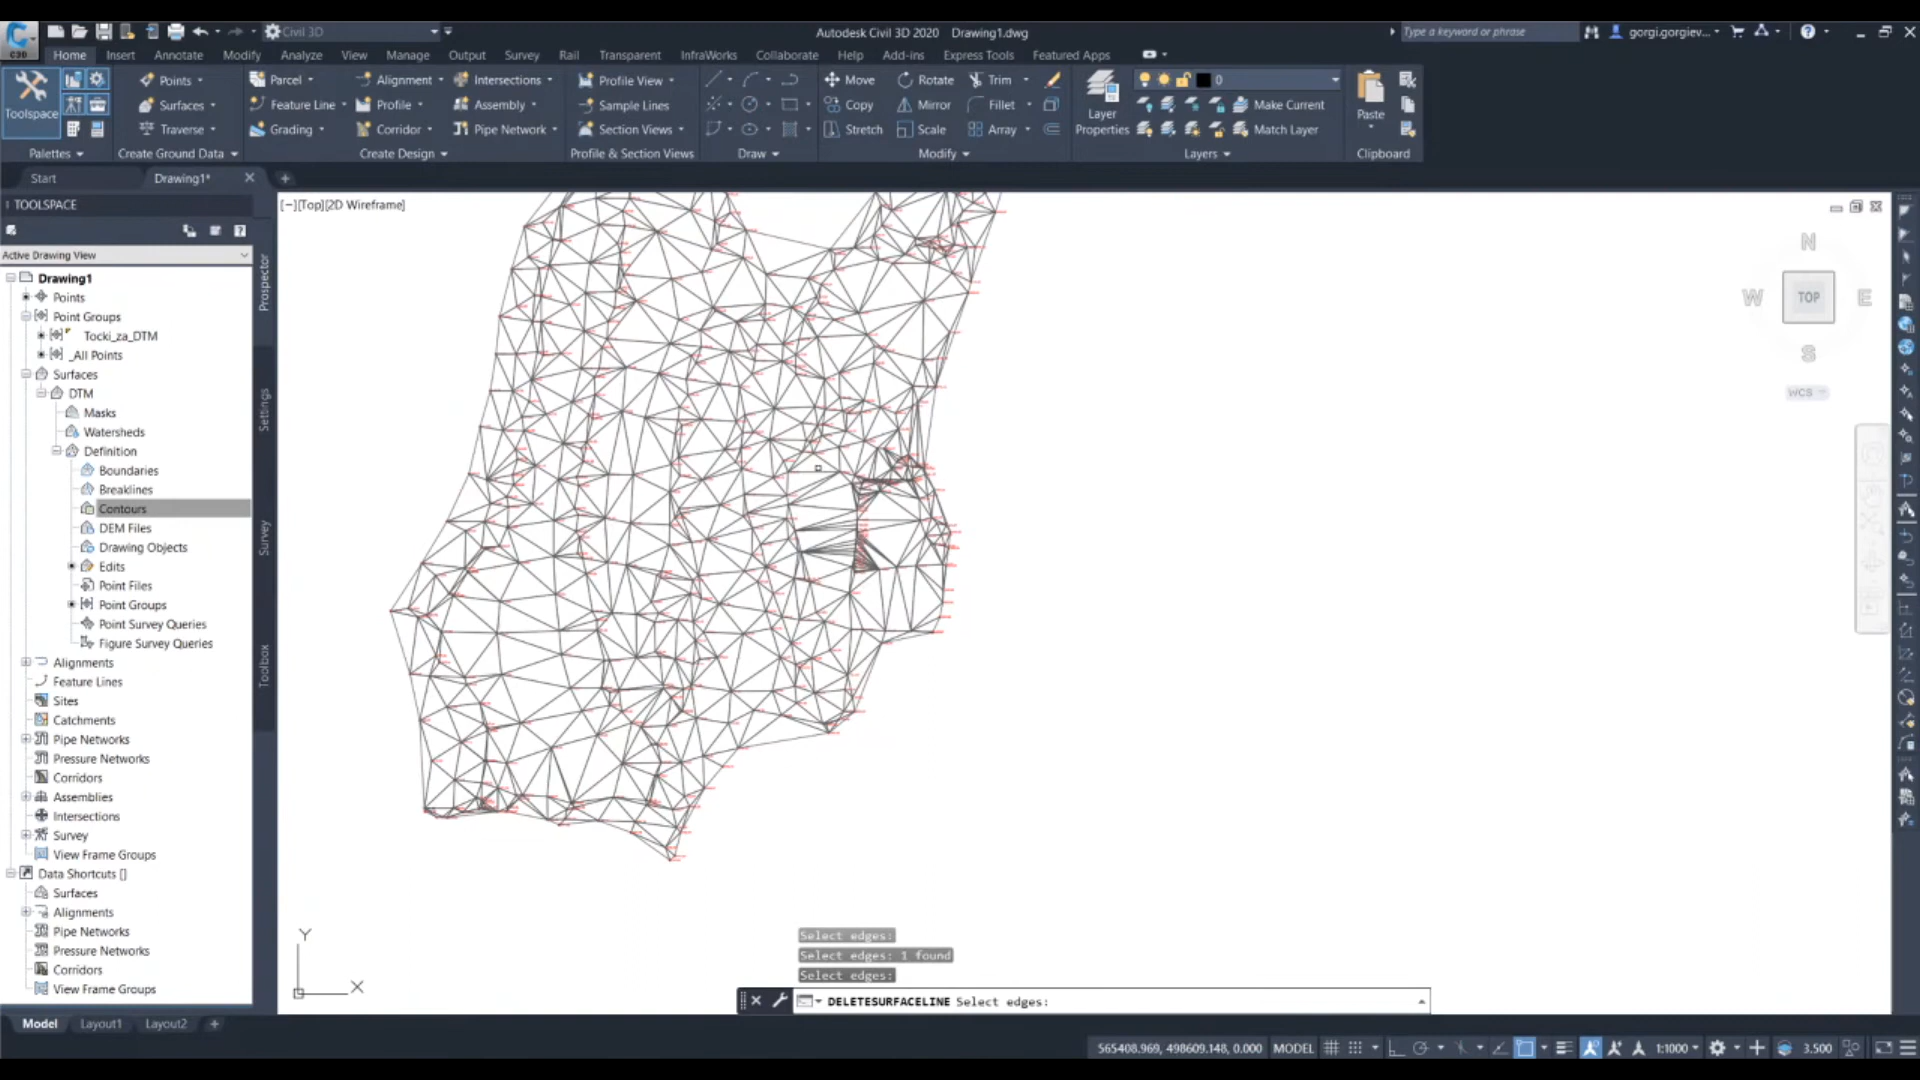 C3D
Civil 3D
Autodesk Civil 3D 2020 Drawing1.dwg
Type a keyword or phrase
gorgi.gorgiev...
Home Insert Annotate Modify Analyze View Manage Output Survey Rail Transparent InfraWorks Collaborate Help Add-ins Express Tools Featured Apps
Points Parcel Alignment Intersections Profile View Move Rotate Trim 0
Toolspace Surfaces Feature Line Profile Assembly Sample Lines Copy Mirror Fillet Layer Properties Make Current Paste
Traverse Grading Corridor Pipe Network Section Views Stretch Scale Array Match Layer
Palettes Create Ground Data Create Design Profile & Section Views Draw Modify Layers Clipboard
Start Drawing1*
TOOLSPACE
[−][Top][2D Wireframe]
Active Drawing View
Drawing1
Points
Point Groups
Tocki_za_DTM
_All Points
Surfaces
DTM
Masks
Watersheds
Definition
Boundaries
Breaklines
Contours
DEM Files
Drawing Objects
Edits
Point Files
Point Groups
Point Survey Queries
Figure Survey Queries
Alignments
Feature Lines
Sites
Catchments
Pipe Networks
Pressure Networks
Corridors
Assemblies
Intersections
Survey
View Frame Groups
Data Shortcuts []
Surfaces
Alignments
Pipe Networks
Pressure Networks
Corridors
View Frame Groups
Prospector
Settings
Survey
Toolbox
N
W TOP E
S
WCS
Y
X
Select edges:
Select edges: 1 found
Select edges:
DELETESURFACELINE Select edges:
Model Layout1 Layout2
565408.969, 498609.148, 0.000 MODEL 1:1000 3.500